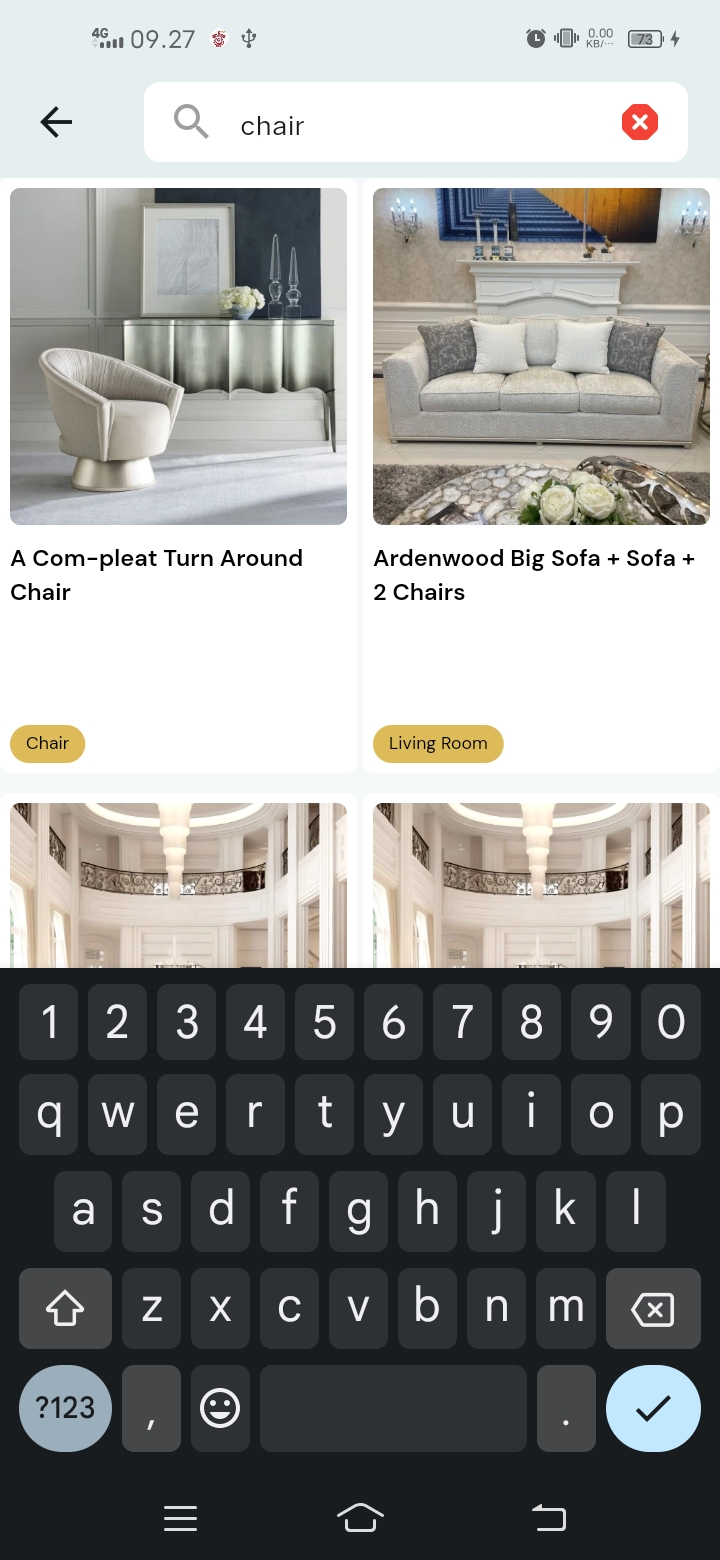 4G 09.27 0.00 KB/... 73
chair
A Com-pleat Turn Around
Chair
Ardenwood Big Sofa + Sofa +
2 Chairs
Chair
Living Room
1 2 3 4 5 6 7 8 9 0
q w e r t y u i o p
a s d f g h j k l
z x c v b n m
?123 , .